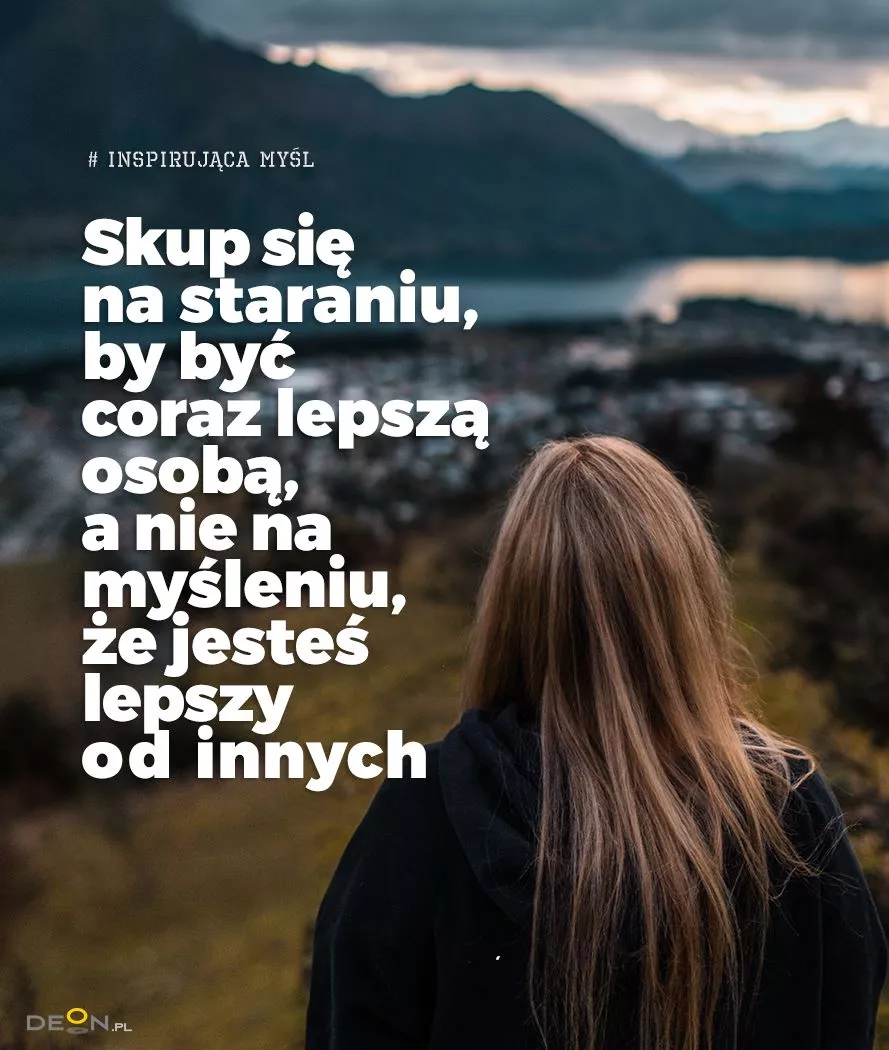 # INSPIRUJĄCA MYŚL
Skup się
na staraniu,
by być
coraz lepszą
osobą,
a nie na
myśleniu,
że jesteś
lepszy
od innych
DEON.PL